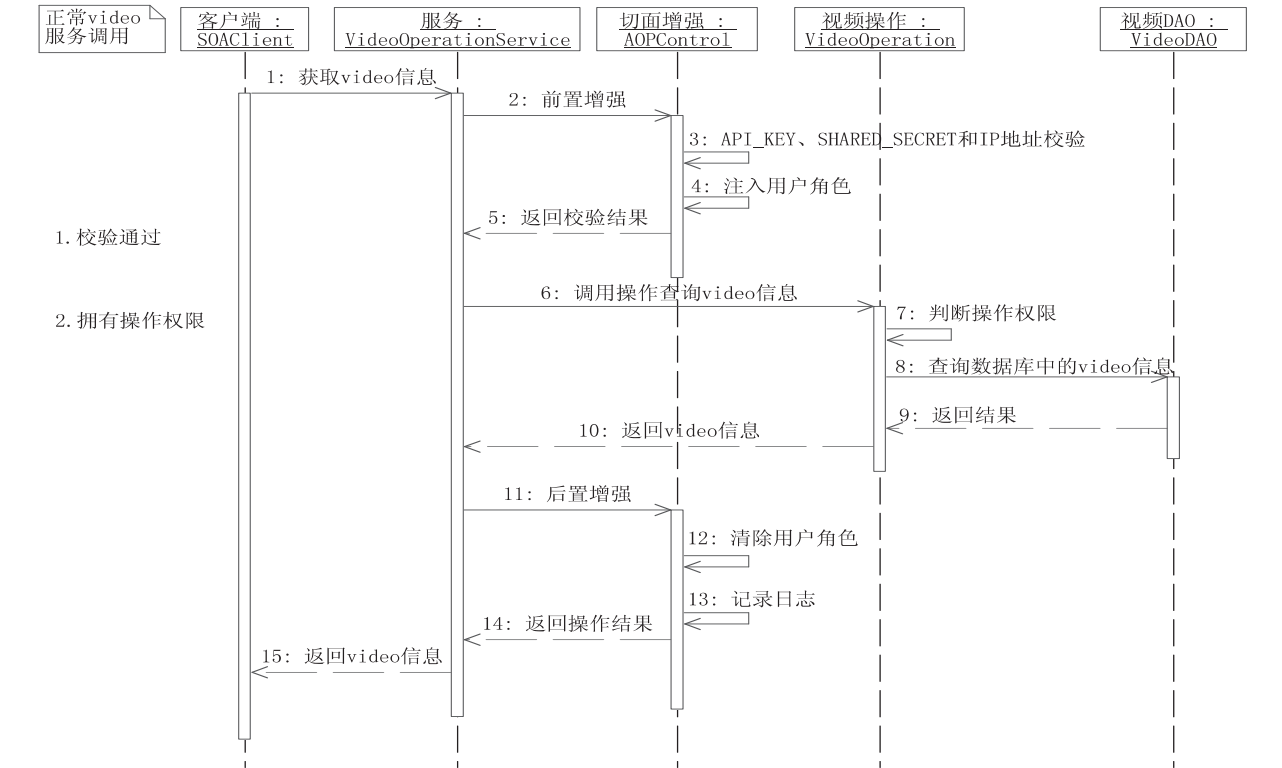 正常video
服务调用
客户端 :
SOAClient
服务 :
VideoOperationService
切面增强 :
AOPControl
视频操作 :
VideoOperation
视频DAO :
VideoDAO
1: 获取video信息
2: 前置增强
3: API_KEY、SHARED_SECRET和IP地址校验
4: 注入用户角色
5: 返回校验结果
1.校验通过
6: 调用操作查询video信息
7: 判断操作权限
2.拥有操作权限
8: 查询数据库中的video信息
9: 返回结果
10: 返回video信息
11: 后置增强
12: 清除用户角色
13: 记录日志
14: 返回操作结果
15: 返回video信息